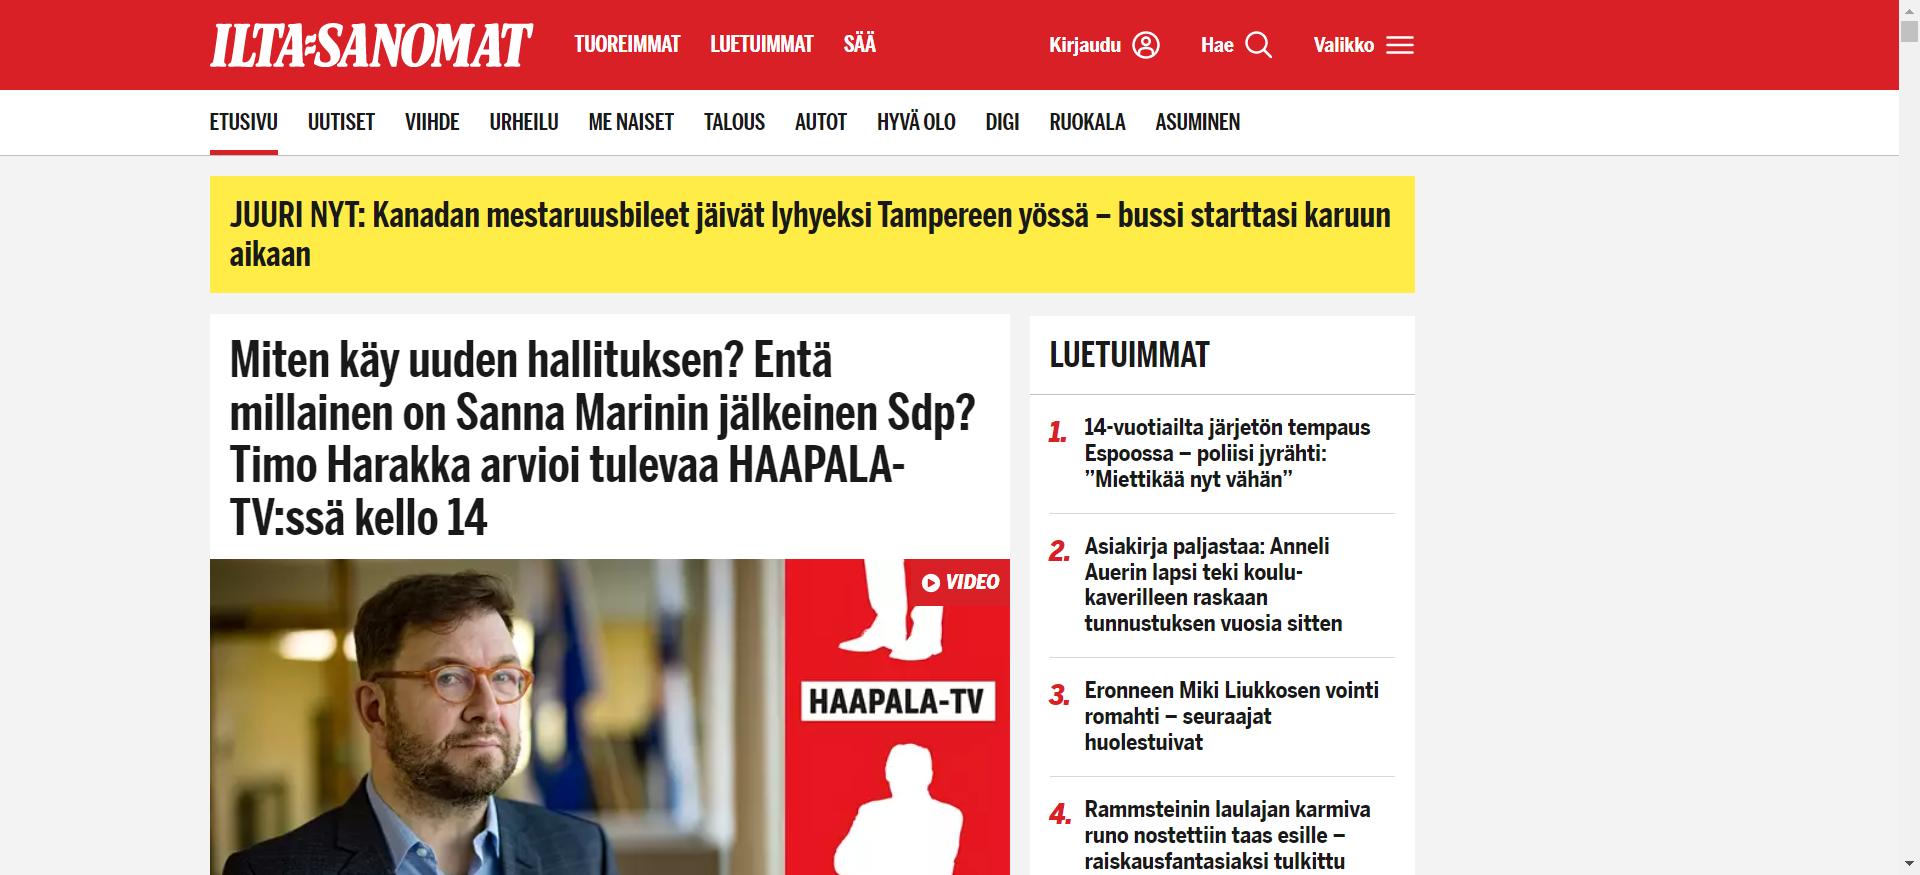 ILTA-SANOMAT
TUOREIMMAT LUETUIMMAT SÄÄ
Kirjaudu Hae Valikko
ETUSIVU UUTISET VIIHDE URHEILU ME NAISET TALOUS AUTOT HYVÄ OLO DIGI RUOKALA ASUMINEN
JUURI NYT: Kanadan mestaruusbileet jäivät lyhyeksi Tampereen yössä – bussi starttasi karuun
aikaan
Miten käy uuden hallituksen? Entä
millainen on Sanna Marinin jälkeinen Sdp?
Timo Harakka arvioi tulevaa HAAPALA-
TV:ssä kello 14
VIDEO
HAAPALA-TV
LUETUIMMAT
1. 14-vuotiailta järjetön tempaus
Espoossa – poliisi jyrähti:
”Miettikää nyt vähän”
2. Asiakirja paljastaa: Anneli
Auerin lapsi teki koulu-
kaverilleen raskaan
tunnustuksen vuosia sitten
3. Eronneen Miki Liukkosen vointi
romahti – seuraajat
huolestuivat
4. Rammsteinin laulajan karmiva
runo nostettiin taas esille –
raiskausfantasiaksi tulkittu